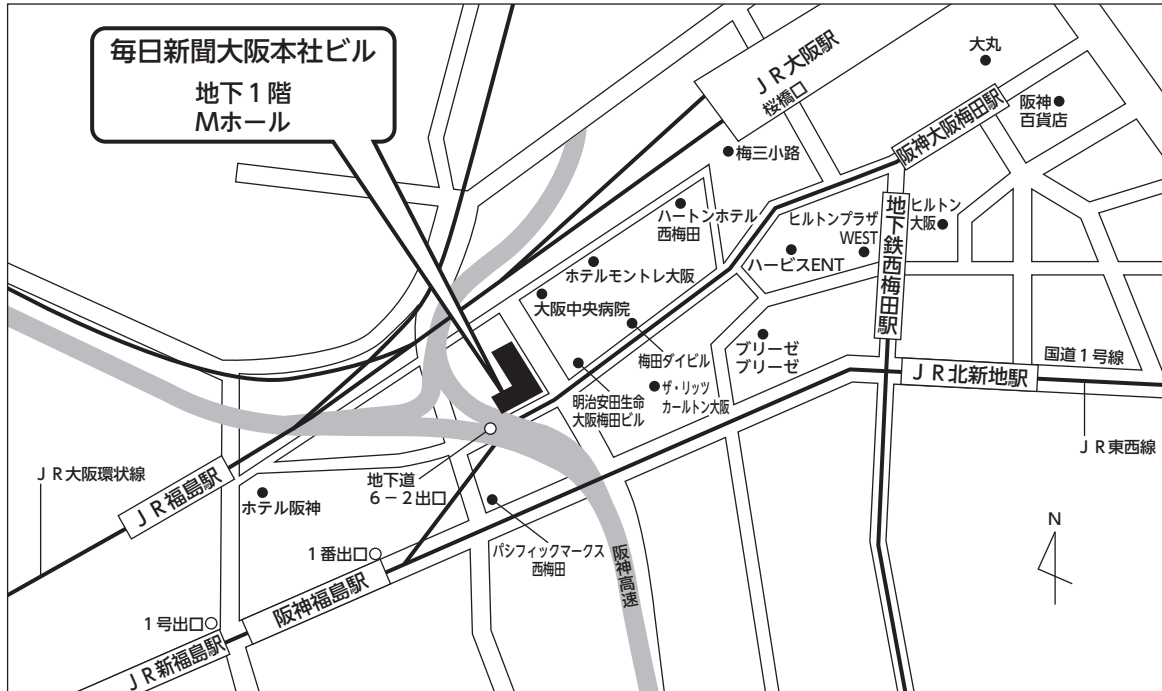 毎日新聞大阪本社ビル
地下1階
Mホール
JR大阪駅
桜橋口
大丸
阪神
百貨店
阪神大阪梅田駅
梅三小路
ハートンホテル
西梅田
ヒルトンプラザ
WEST
ヒルトン
大阪
地下鉄西梅田駅
ハービスENT
ホテルモントレ大阪
大阪中央病院
梅田ダイビル
ブリーゼ
ブリーゼ
国道1号線
JR北新地駅
明治安田生命
大阪梅田ビル
ザ・リッツ
カールトン大阪
JR東西線
JR大阪環状線
JR福島駅
ホテル阪神
地下道
6-2出口
1番出口
パシフィックマークス
西梅田
阪神高速
N
阪神福島駅
1号出口
JR新福島駅